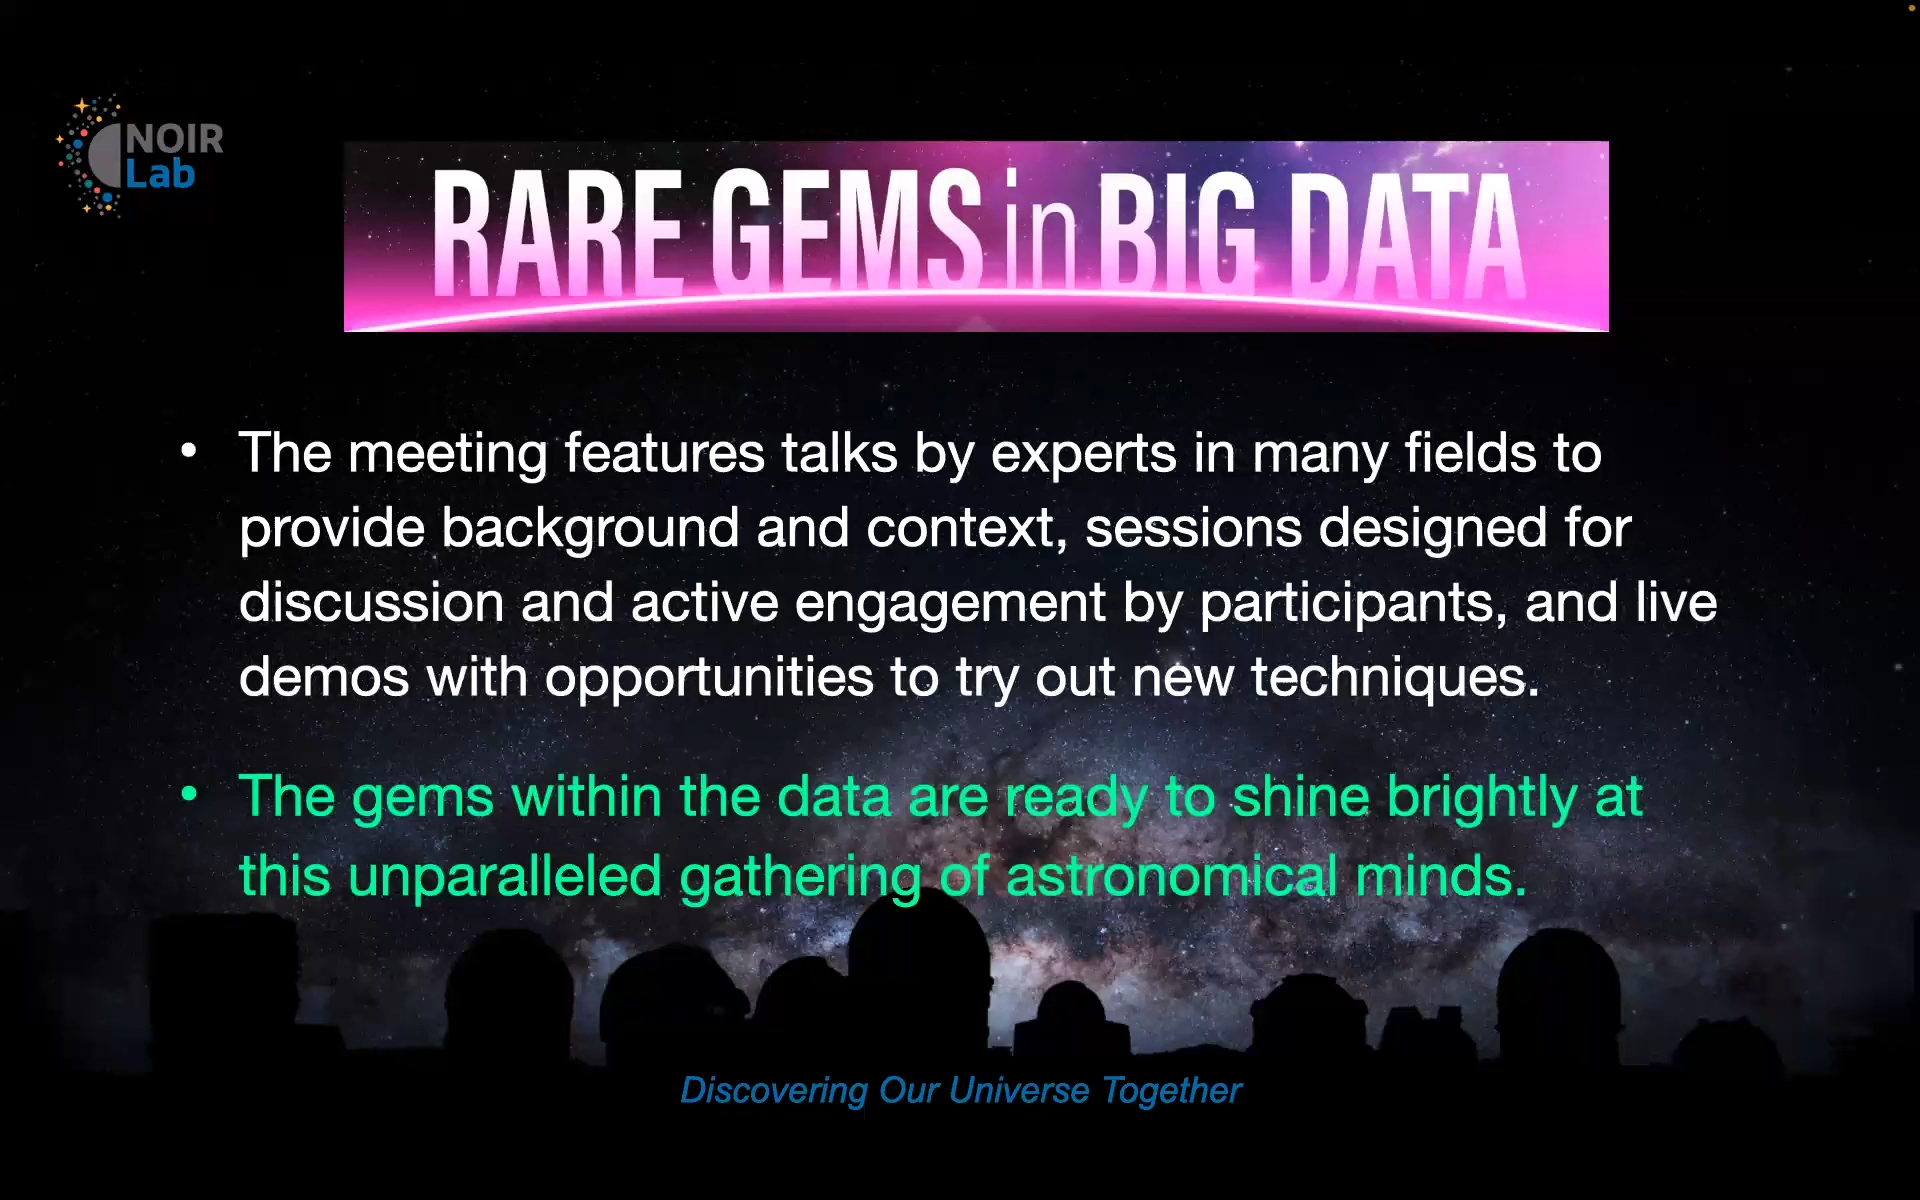 NOIR
Lab
RARE GEMS in BIG DATA
• The meeting features talks by experts in many fields to
provide background and context, sessions designed for
discussion and active engagement by participants, and live
demos with opportunities to try out new techniques.
• The gems within the data are ready to shine brightly at
this unparalleled gathering of astronomical minds.
Discovering Our Universe Together